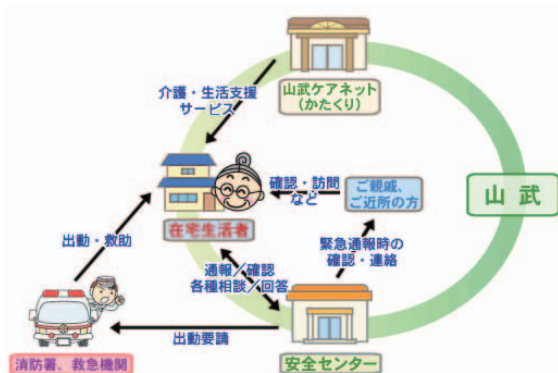 山武ケアネット
（かたくり）
介護・生活支援
サービス
確認・訪問
など
ご親戚、
ご近所の方
山武
在宅生活者
出動・救助
緊急通報時の
確認・連絡
通報／確認
各種相談／回答
出動要請
消防署、救急機関
安全センター